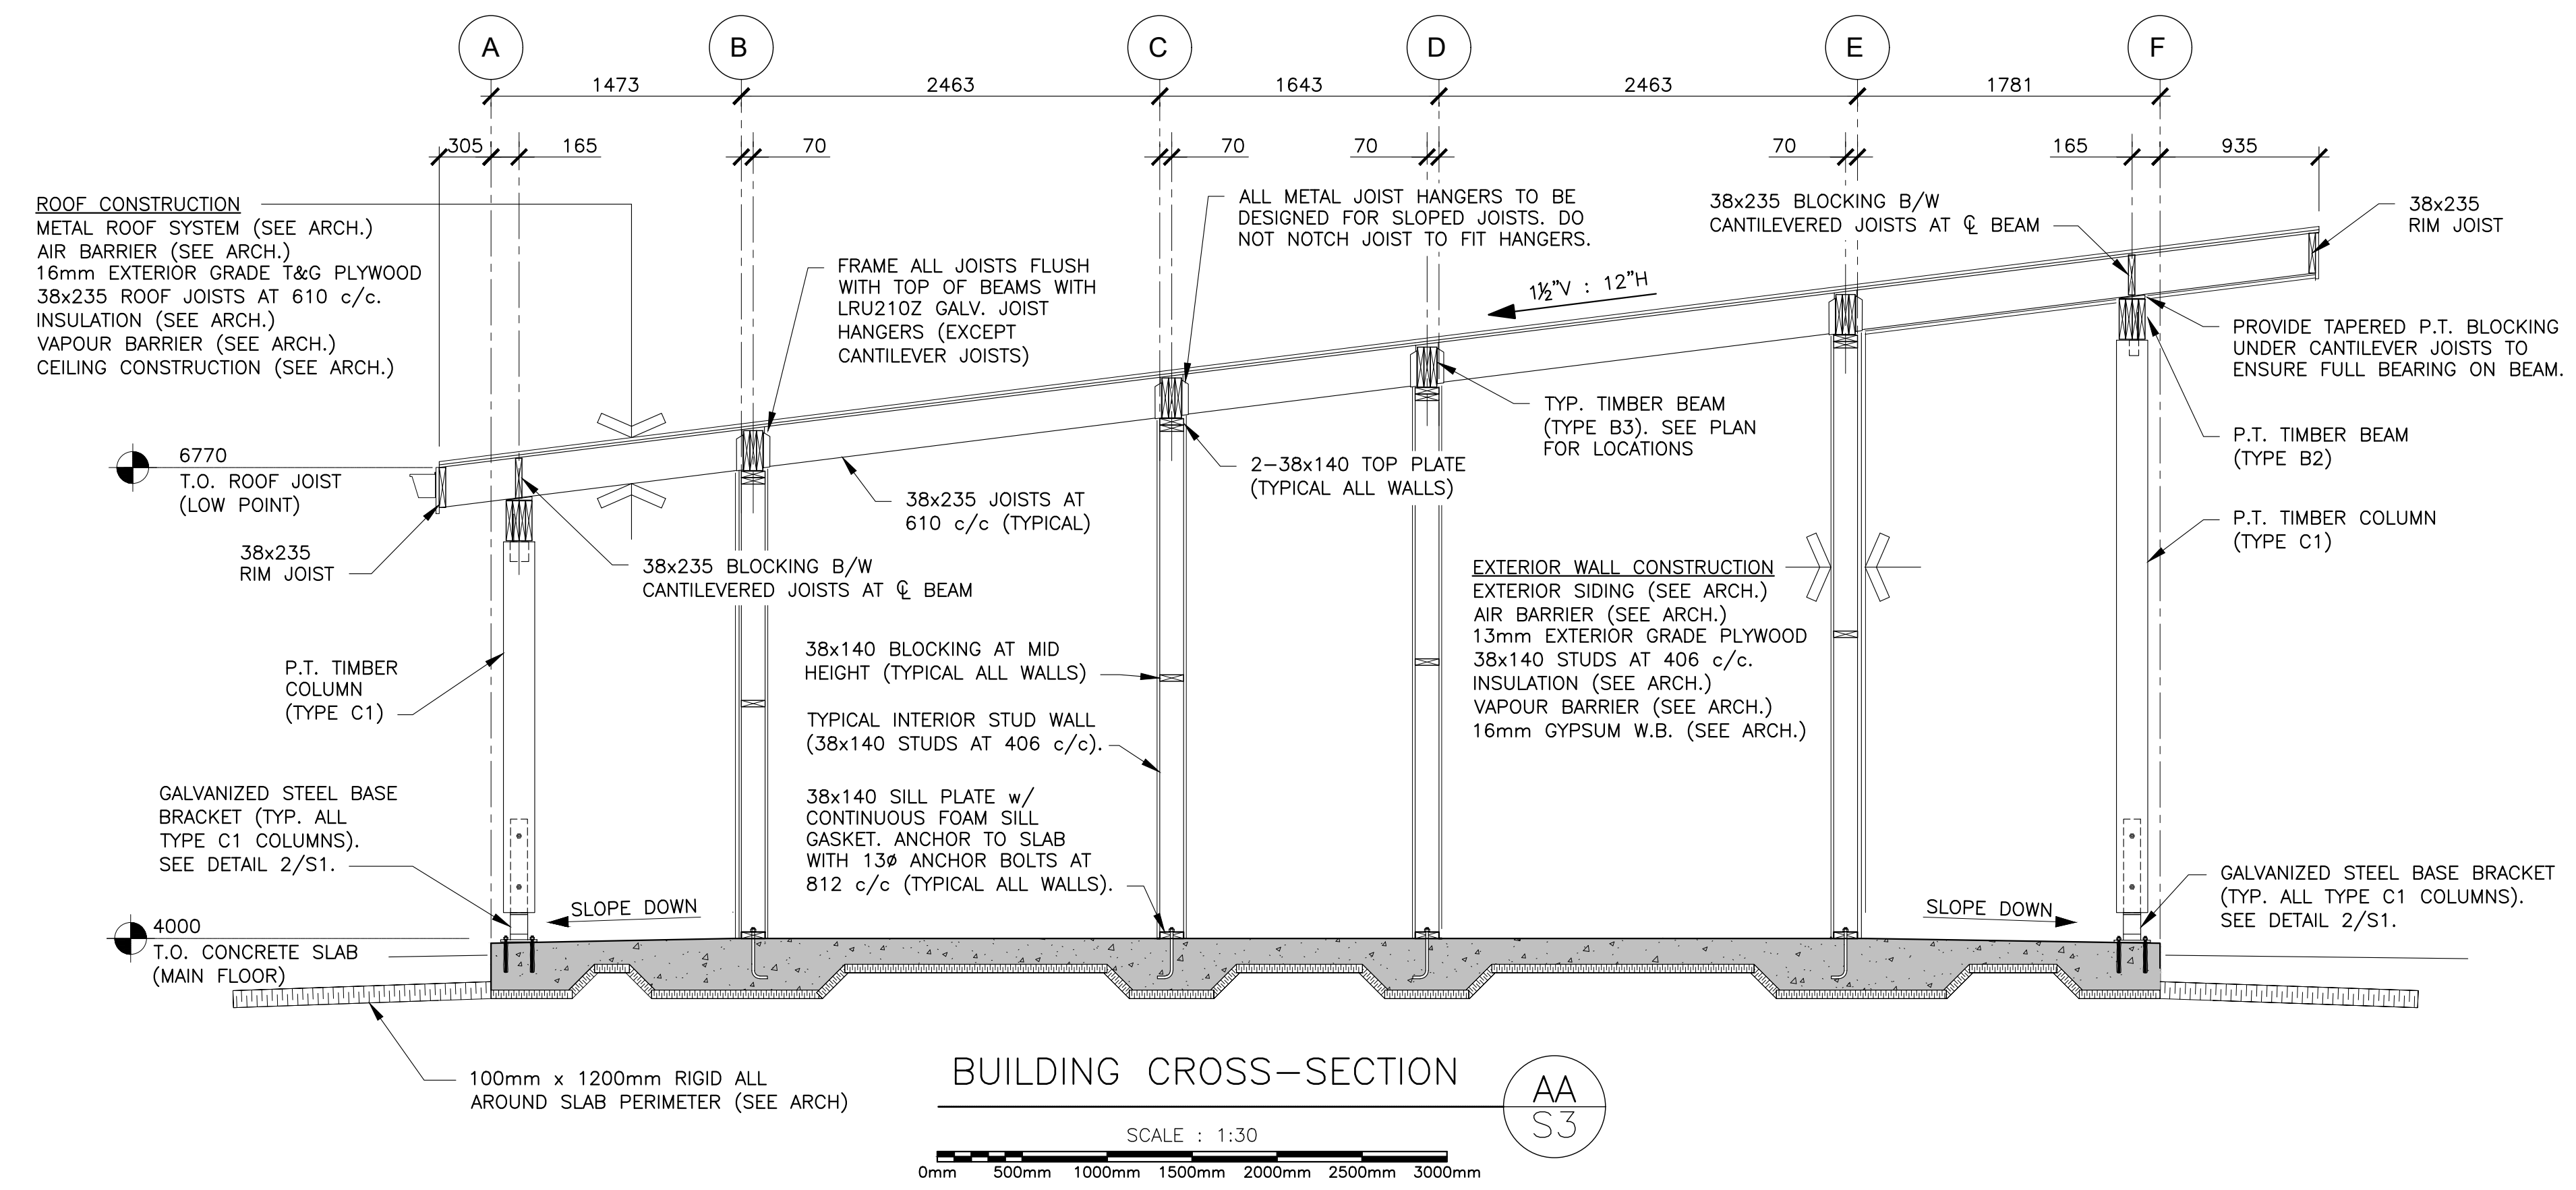 A
B
C
D
E
F
1473
2463
1643
2463
1781
305
165
70
70
70
70
165
935
ROOF CONSTRUCTION
METAL ROOF SYSTEM (SEE ARCH.)
AIR BARRIER (SEE ARCH.)
16mm EXTERIOR GRADE T&G PLYWOOD
38x235 ROOF JOISTS AT 610 c/c.
INSULATION (SEE ARCH.)
VAPOUR BARRIER (SEE ARCH.)
CEILING CONSTRUCTION (SEE ARCH.)
FRAME ALL JOISTS FLUSH
WITH TOP OF BEAMS WITH
LRU210Z GALV. JOIST
HANGERS (EXCEPT
CANTILEVER JOISTS)
ALL METAL JOIST HANGERS TO BE
DESIGNED FOR SLOPED JOISTS. DO
NOT NOTCH JOIST TO FIT HANGERS.
38x235 BLOCKING B/W
CANTILEVERED JOISTS AT ℄ BEAM
38x235
RIM JOIST
1½"V : 12"H
PROVIDE TAPERED P.T. BLOCKING
UNDER CANTILEVER JOISTS TO
ENSURE FULL BEARING ON BEAM.
TYP. TIMBER BEAM
(TYPE B3). SEE PLAN
FOR LOCATIONS
P.T. TIMBER BEAM
(TYPE B2)
6770
T.O. ROOF JOIST
(LOW POINT)
2-38x140 TOP PLATE
(TYPICAL ALL WALLS)
38x235 JOISTS AT
610 c/c (TYPICAL)
P.T. TIMBER COLUMN
(TYPE C1)
38x235
RIM JOIST
38x235 BLOCKING B/W
CANTILEVERED JOISTS AT ℄ BEAM
EXTERIOR WALL CONSTRUCTION
EXTERIOR SIDING (SEE ARCH.)
AIR BARRIER (SEE ARCH.)
13mm EXTERIOR GRADE PLYWOOD
38x140 STUDS AT 406 c/c.
INSULATION (SEE ARCH.)
VAPOUR BARRIER (SEE ARCH.)
16mm GYPSUM W.B. (SEE ARCH.)
38x140 BLOCKING AT MID
HEIGHT (TYPICAL ALL WALLS)
P.T. TIMBER
COLUMN
(TYPE C1)
TYPICAL INTERIOR STUD WALL
(38x140 STUDS AT 406 c/c).
GALVANIZED STEEL BASE
BRACKET (TYP. ALL
TYPE C1 COLUMNS).
SEE DETAIL 2/S1.
38x140 SILL PLATE w/
CONTINUOUS FOAM SILL
GASKET. ANCHOR TO SLAB
WITH 13ø ANCHOR BOLTS AT
812 c/c (TYPICAL ALL WALLS).
GALVANIZED STEEL BASE BRACKET
(TYP. ALL TYPE C1 COLUMNS).
SEE DETAIL 2/S1.
SLOPE DOWN
SLOPE DOWN
4000
T.O. CONCRETE SLAB
(MAIN FLOOR)
100mm x 1200mm RIGID ALL
AROUND SLAB PERIMETER (SEE ARCH)
BUILDING CROSS-SECTION
AA
S3
SCALE : 1:30
0mm 500mm 1000mm 1500mm 2000mm 2500mm 3000mm